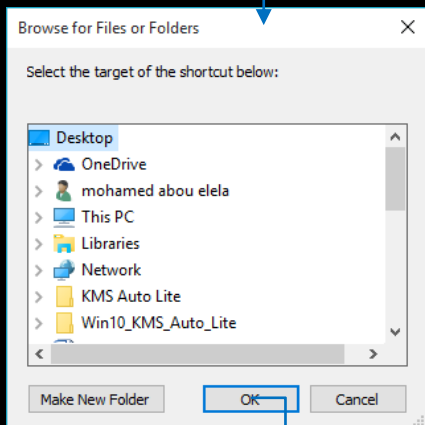 Browse for Files or Folders
Select the target of the shortcut below:
Desktop
OneDrive
mohamed abou elela
This PC
Libraries
Network
KMS Auto Lite
Win10_KMS_Auto_Lite
Make New Folder OK Cancel